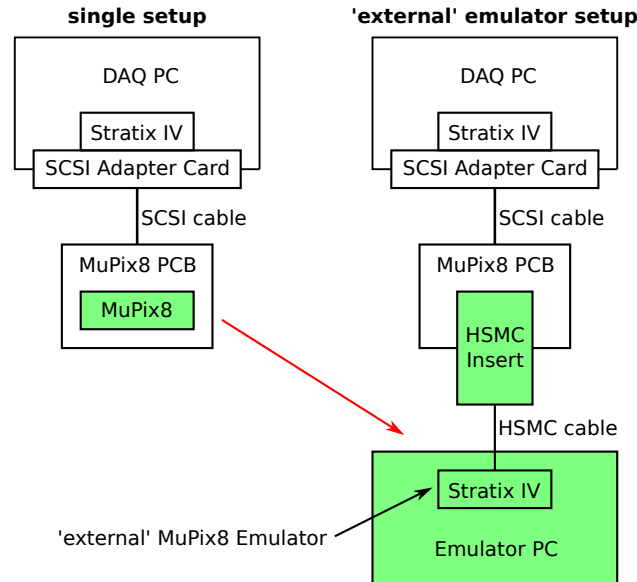 single setup
DAQ PC
Stratix IV
SCSI Adapter Card
SCSI cable
MuPix8 PCB
MuPix8
'external' emulator setup
DAQ PC
Stratix IV
SCSI Adapter Card
SCSI cable
MuPix8 PCB
HSMC
Insert
HSMC cable
Stratix IV
Emulator PC
'external' MuPix8 Emulator